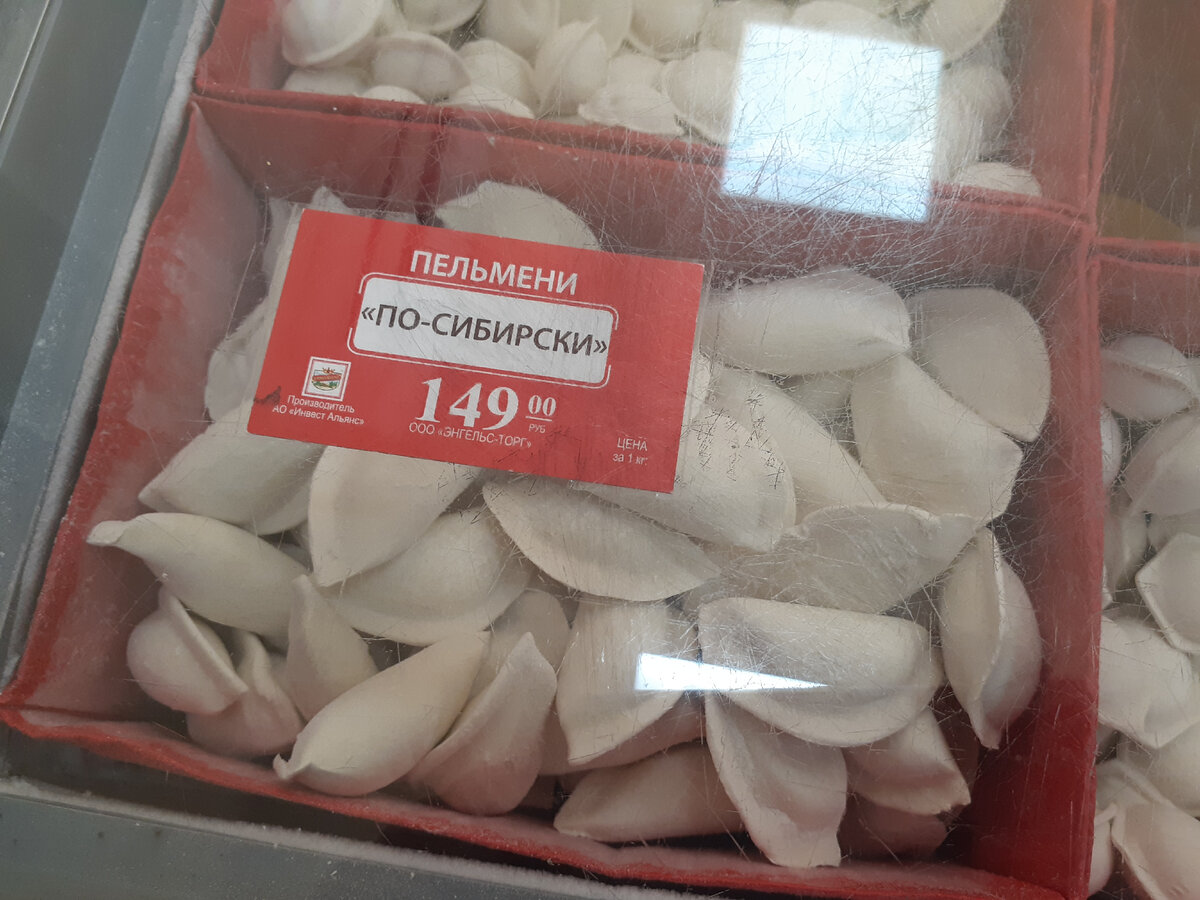 ПЕЛЬМЕНИ
«ПО-СИБИРСКИ»
149 00
РУБ
Производитель
АО «Инвест Альянс»
ООО «ЭНГЕЛЬС-ТОРГ»
ЦЕНА
за 1 кг.